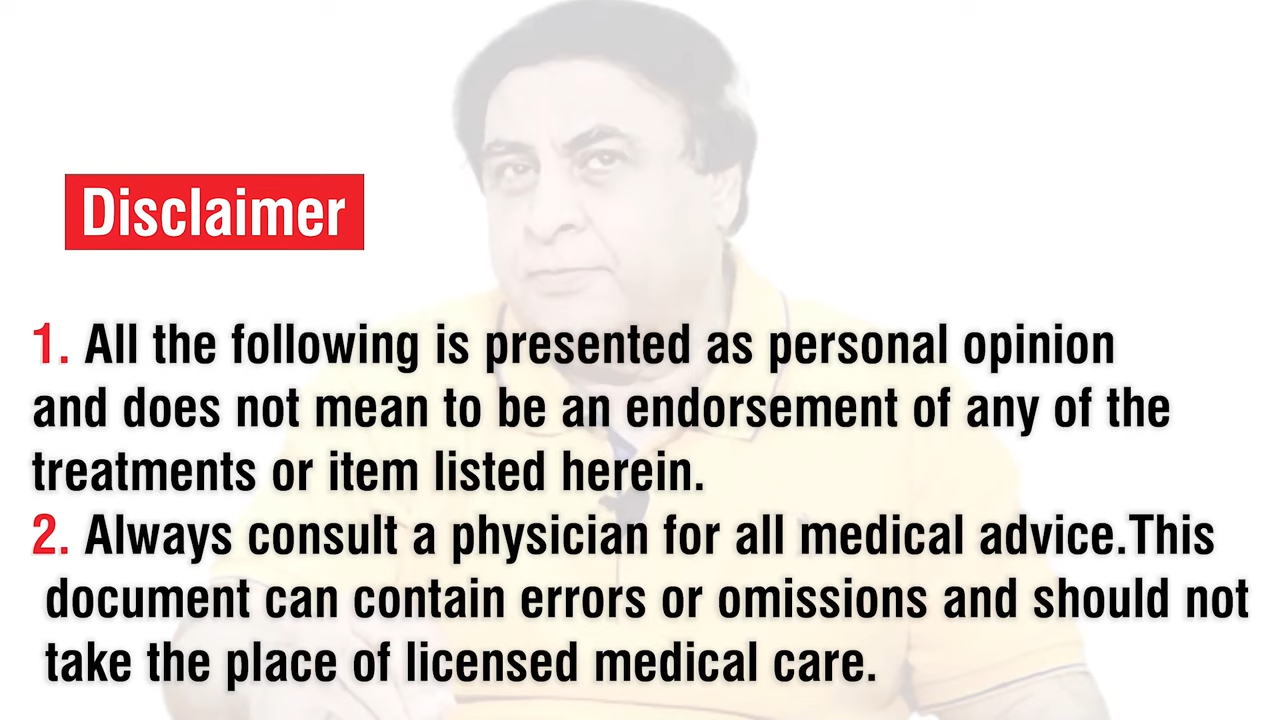 Disclaimer
1. All the following is presented as personal opinion
and does not mean to be an endorsement of any of the
treatments or item listed herein.
2. Always consult a physician for all medical advice.This
document can contain errors or omissions and should not
take the place of licensed medical care.